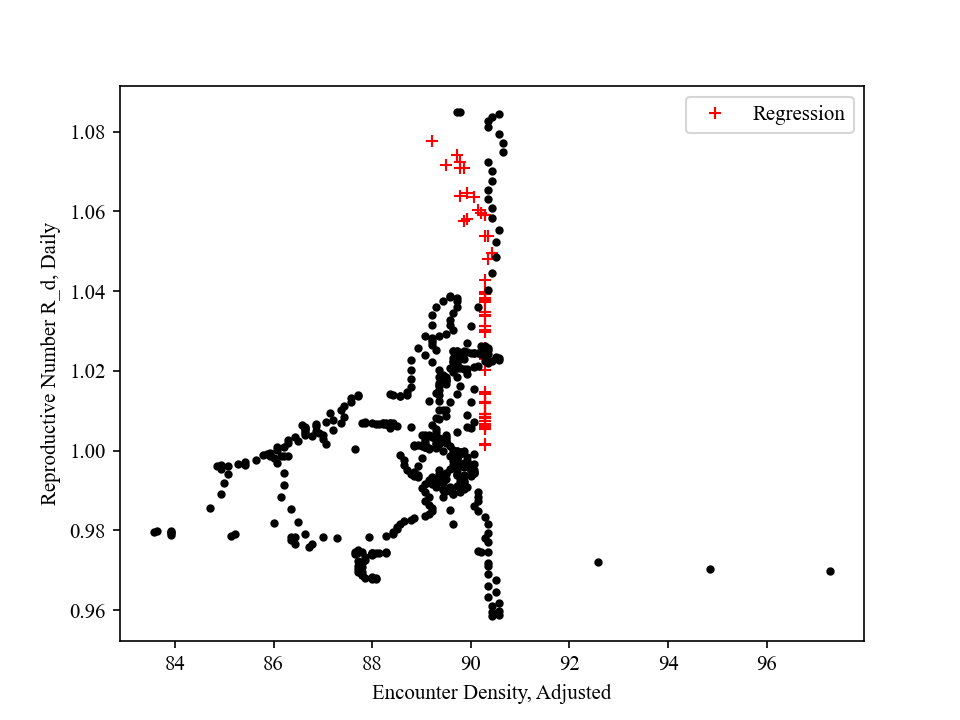 Regression
1.08
1.06
1.04
1.02
1.00
0.98
0.96
Reproductive Number R_d, Daily
84 86 88 90 92 94 96
Encounter Density, Adjusted